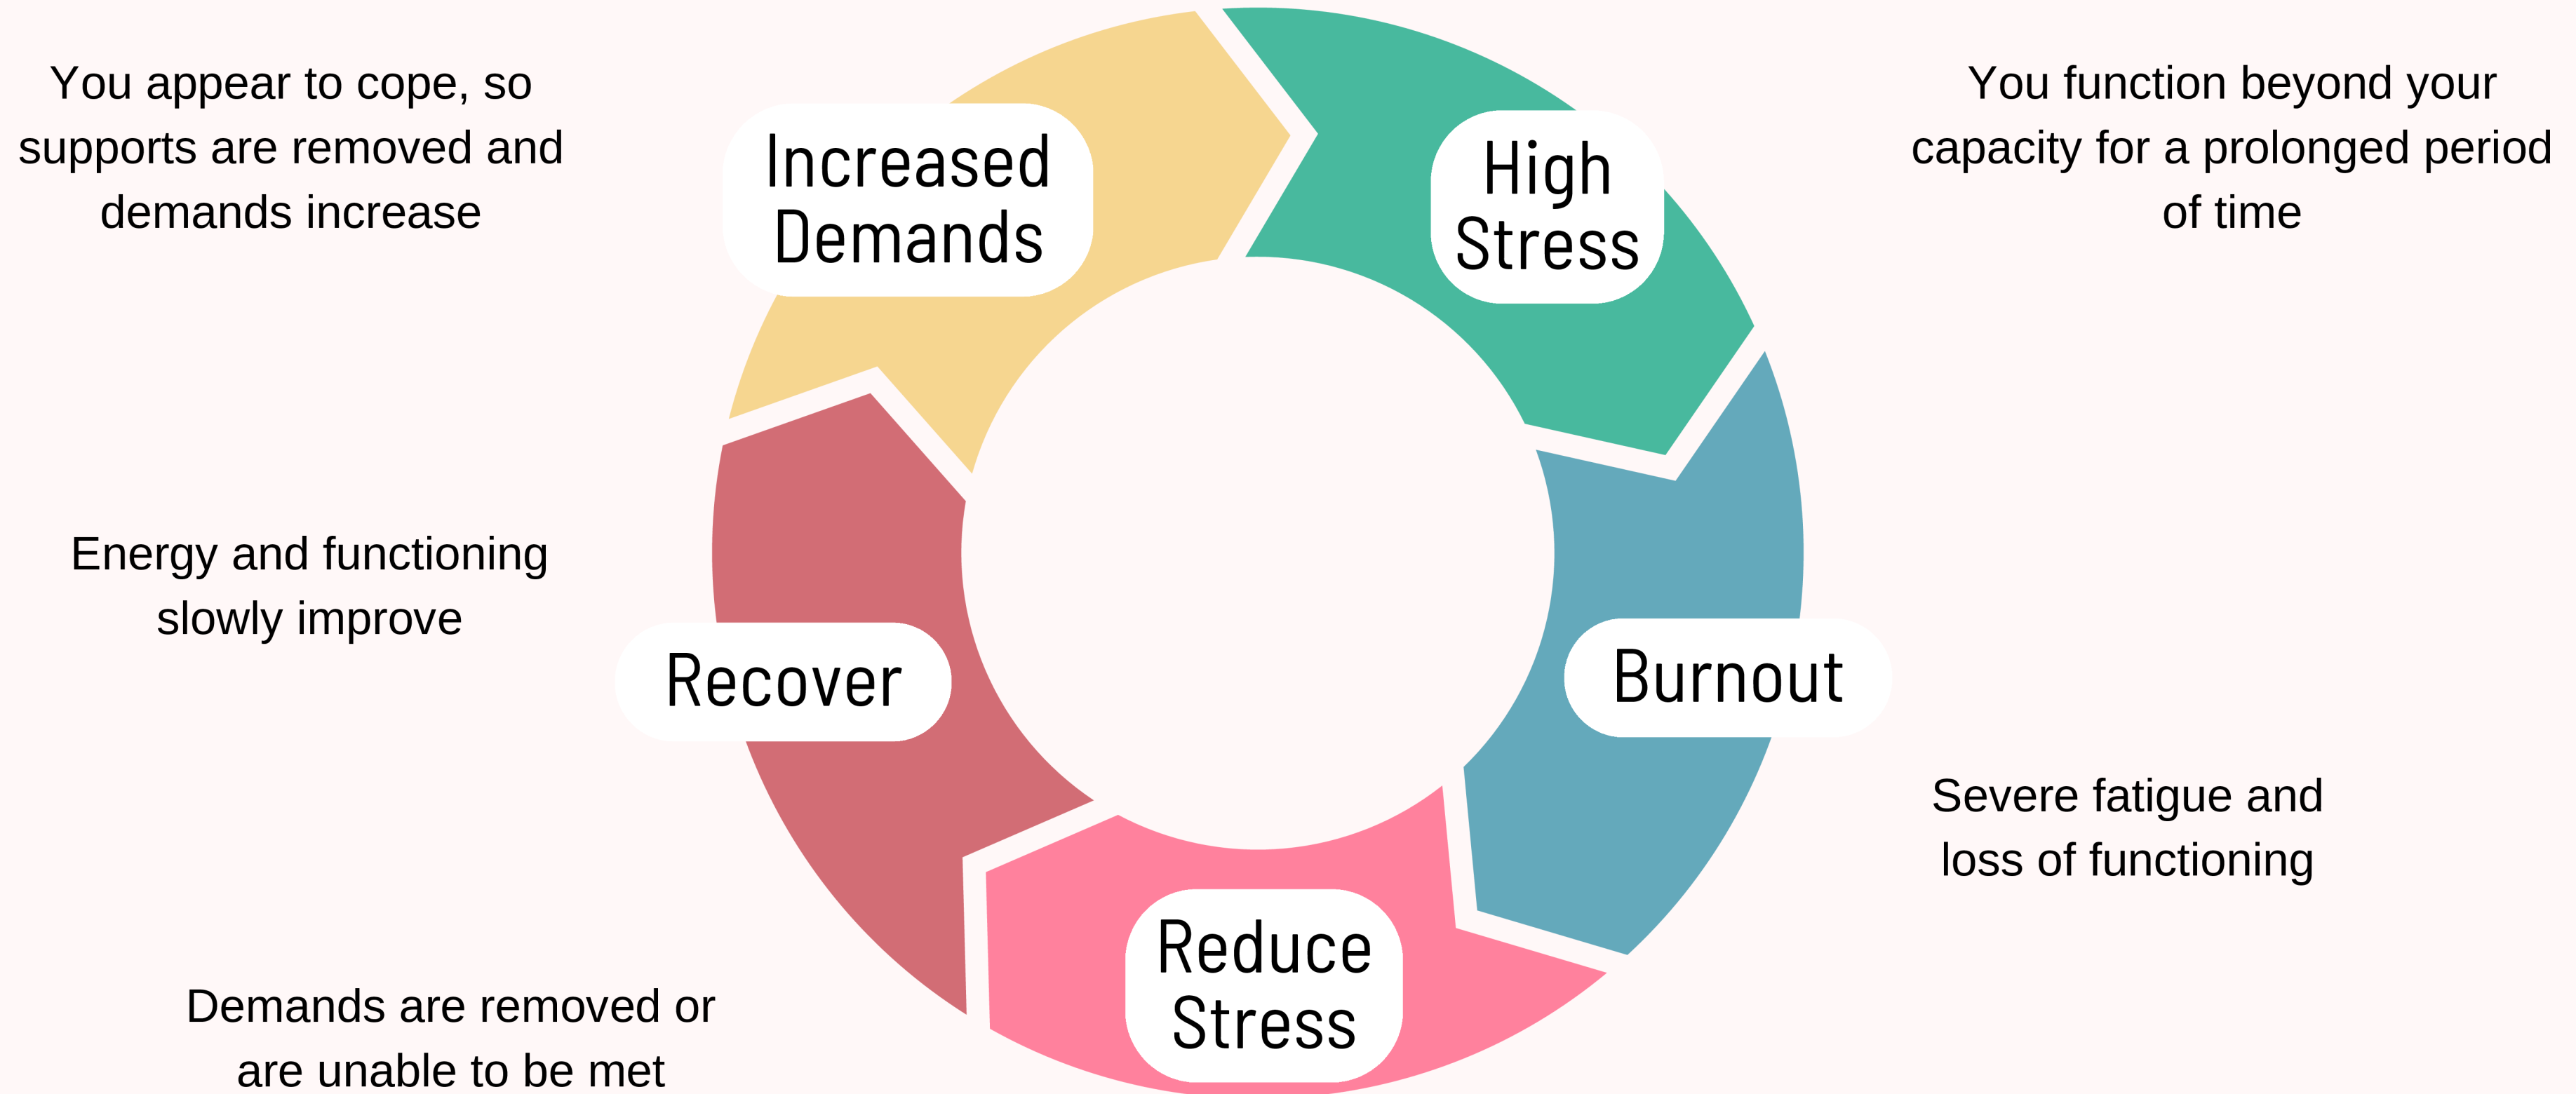 You appear to cope, so
supports are removed and
demands increase
Increased
Demands
High
Stress
You function beyond your
capacity for a prolonged period
of time
Energy and functioning
slowly improve
Recover
Burnout
Severe fatigue and
loss of functioning
Reduce
Stress
Demands are removed or
are unable to be met